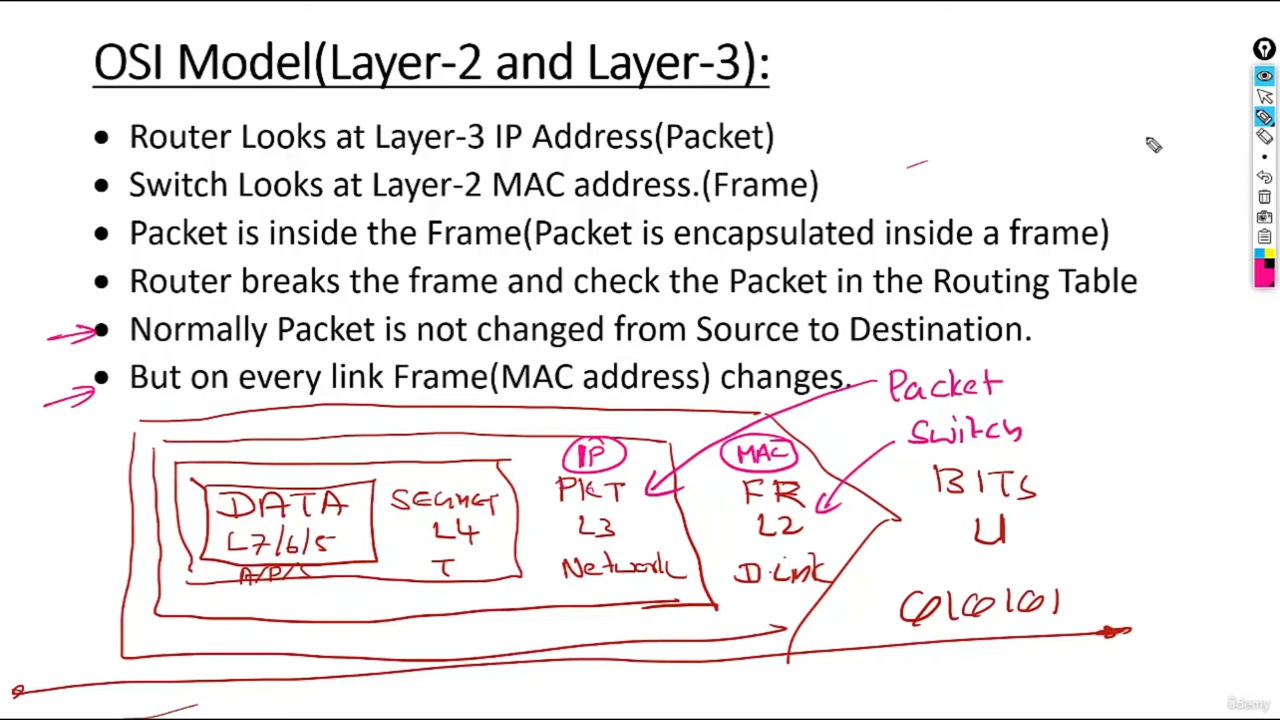 OSI Model(Layer-2 and Layer-3):
• Router Looks at Layer-3 IP Address(Packet)
• Switch Looks at Layer-2 MAC address.(Frame)
• Packet is inside the Frame(Packet is encapsulated inside a frame)
• Router breaks the frame and check the Packet in the Routing Table
• Normally Packet is not changed from Source to Destination.
• But on every link Frame(MAC address) changes.
Packet
Switch
IP MAC
DATA SEGMET PKT FR BITS
L7/6/5 L4 L3 L2 L1
A/P/S T Network D.Link
010101
ûdemy